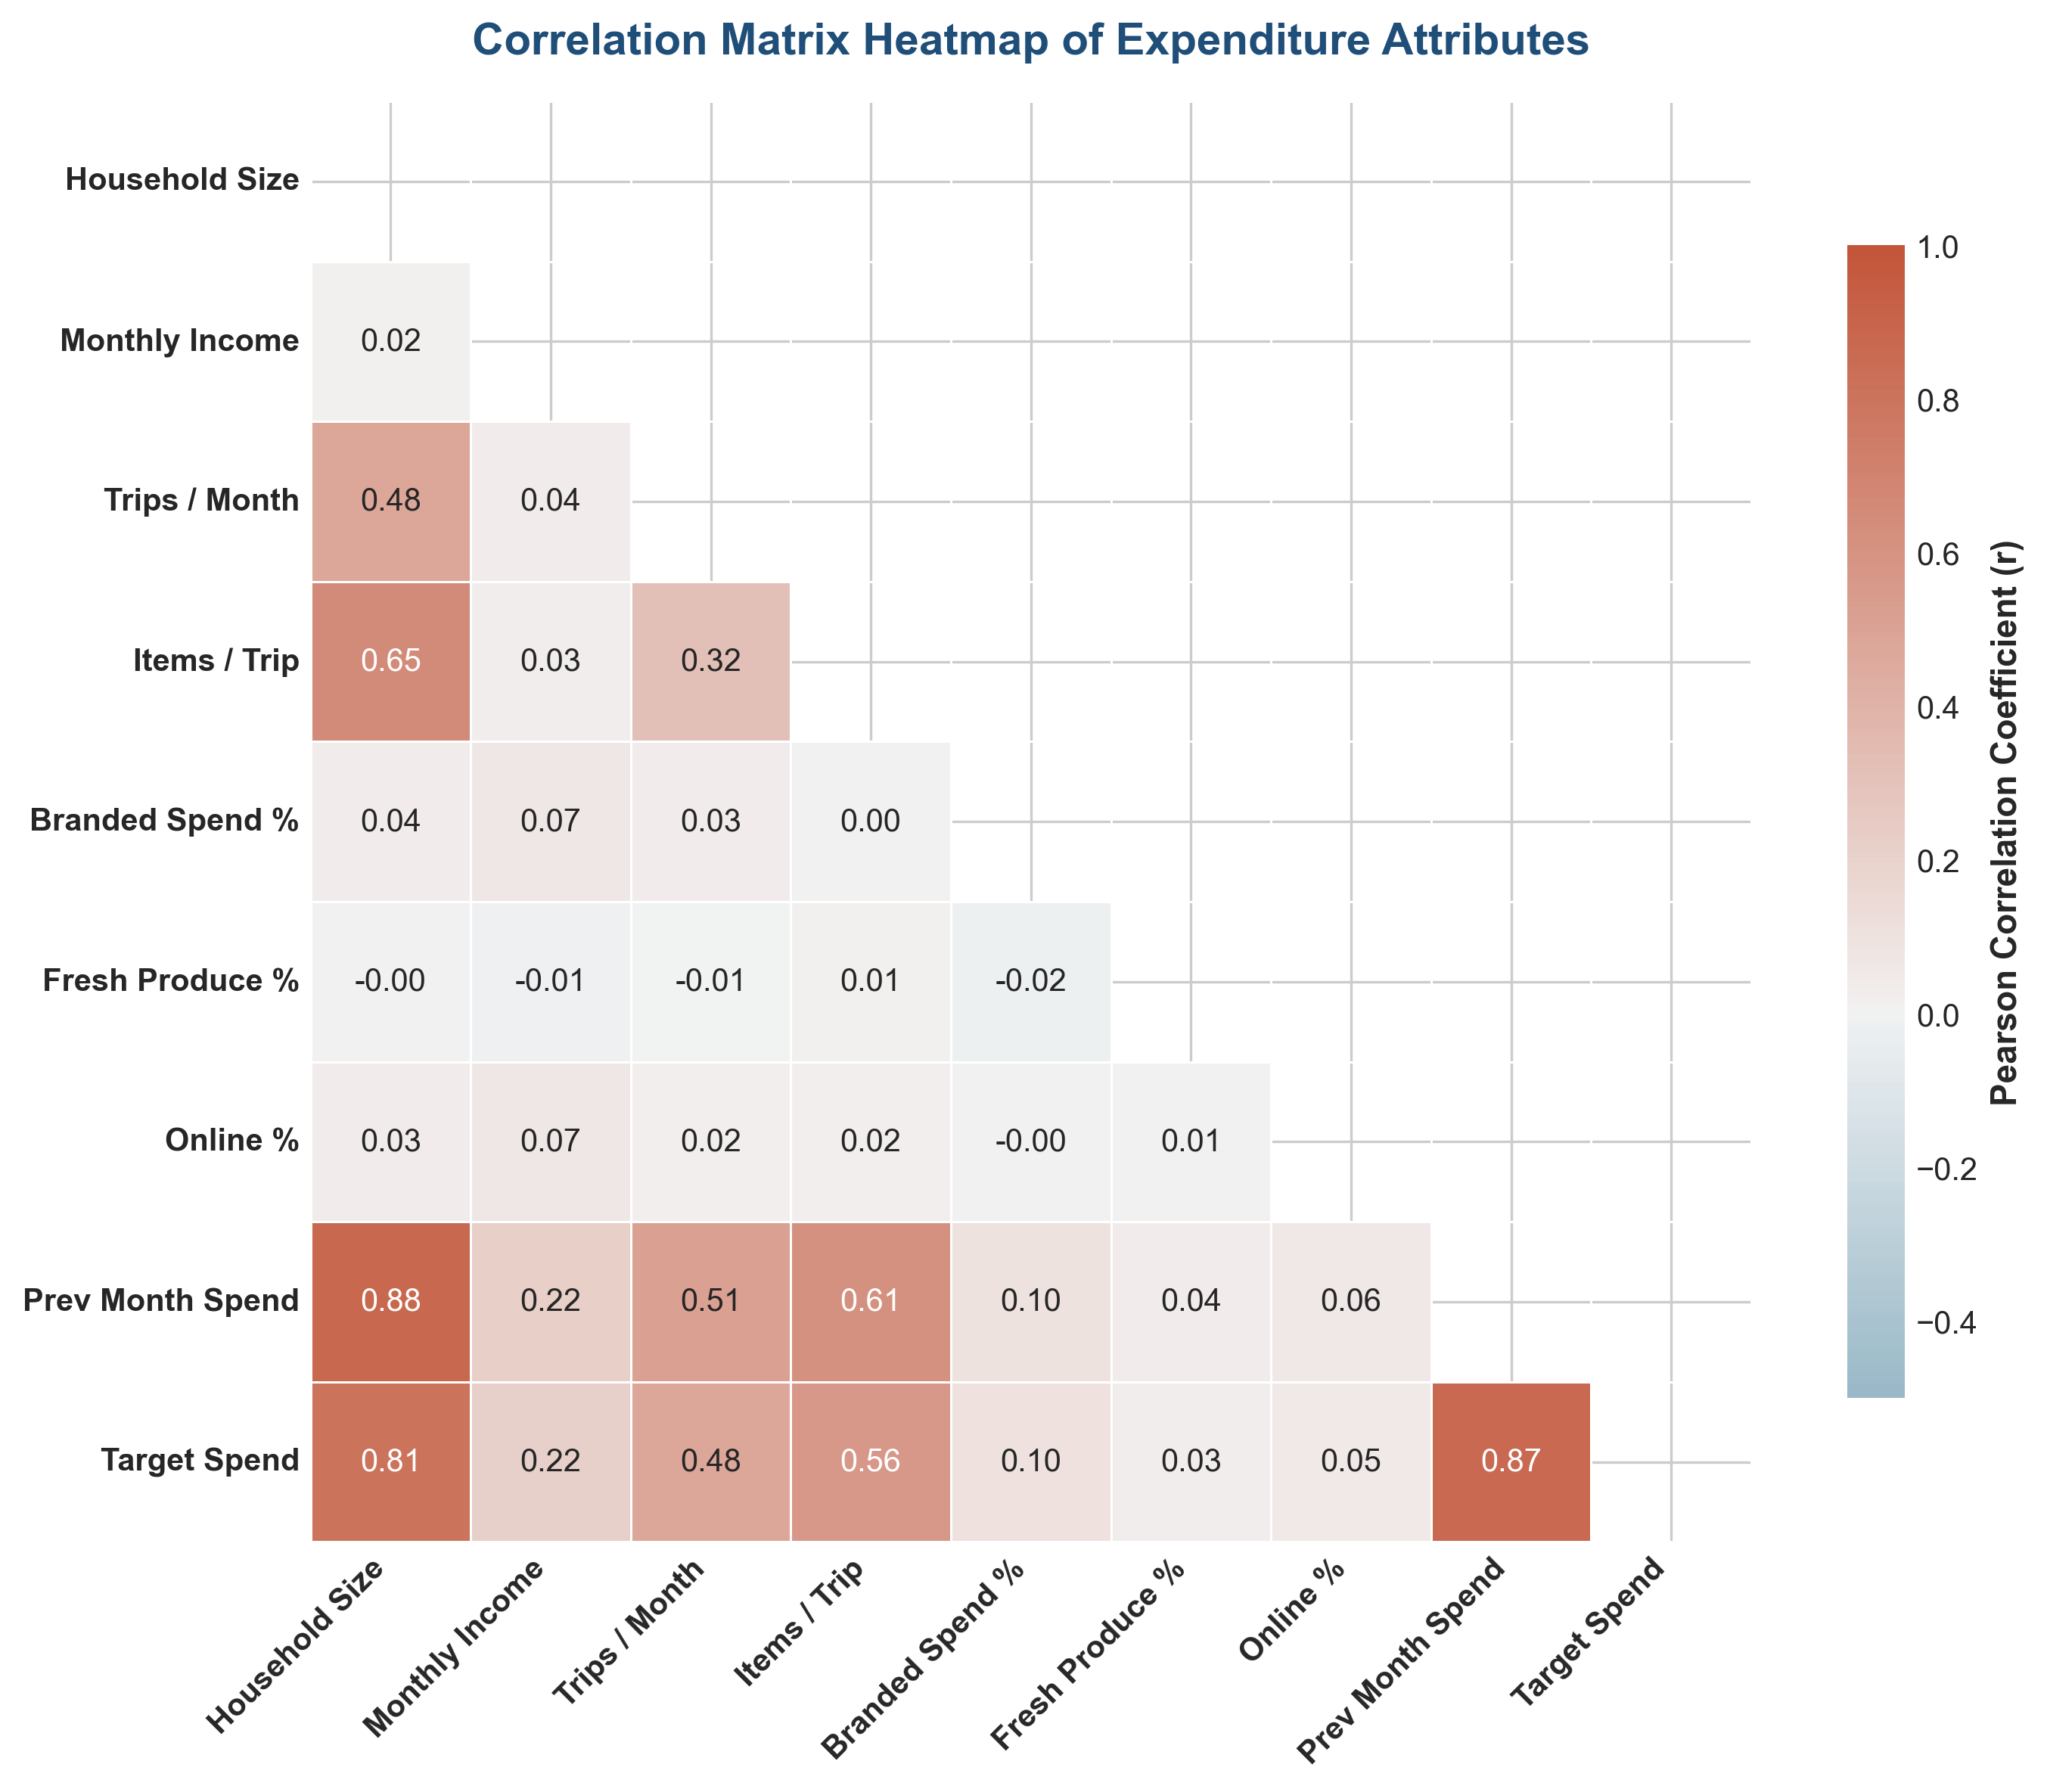 Correlation Matrix Heatmap of Expenditure Attributes
Household Size
Monthly Income 0.02
Trips / Month 0.48 0.04
Items / Trip 0.65 0.03 0.32
Branded Spend % 0.04 0.07 0.03 0.00
Fresh Produce % -0.00 -0.01 -0.01 0.01 -0.02
Online % 0.03 0.07 0.02 0.02 -0.00 0.01
Prev Month Spend 0.88 0.22 0.51 0.61 0.10 0.04 0.06
Target Spend 0.81 0.22 0.48 0.56 0.10 0.03 0.05 0.87
Household Size
Monthly Income
Trips / Month
Items / Trip
Branded Spend %
Fresh Produce %
Online %
Prev Month Spend
Target Spend
1.0
0.8
0.6
0.4
0.2
0.0
−0.2
−0.4
Pearson Correlation Coefficient (r)